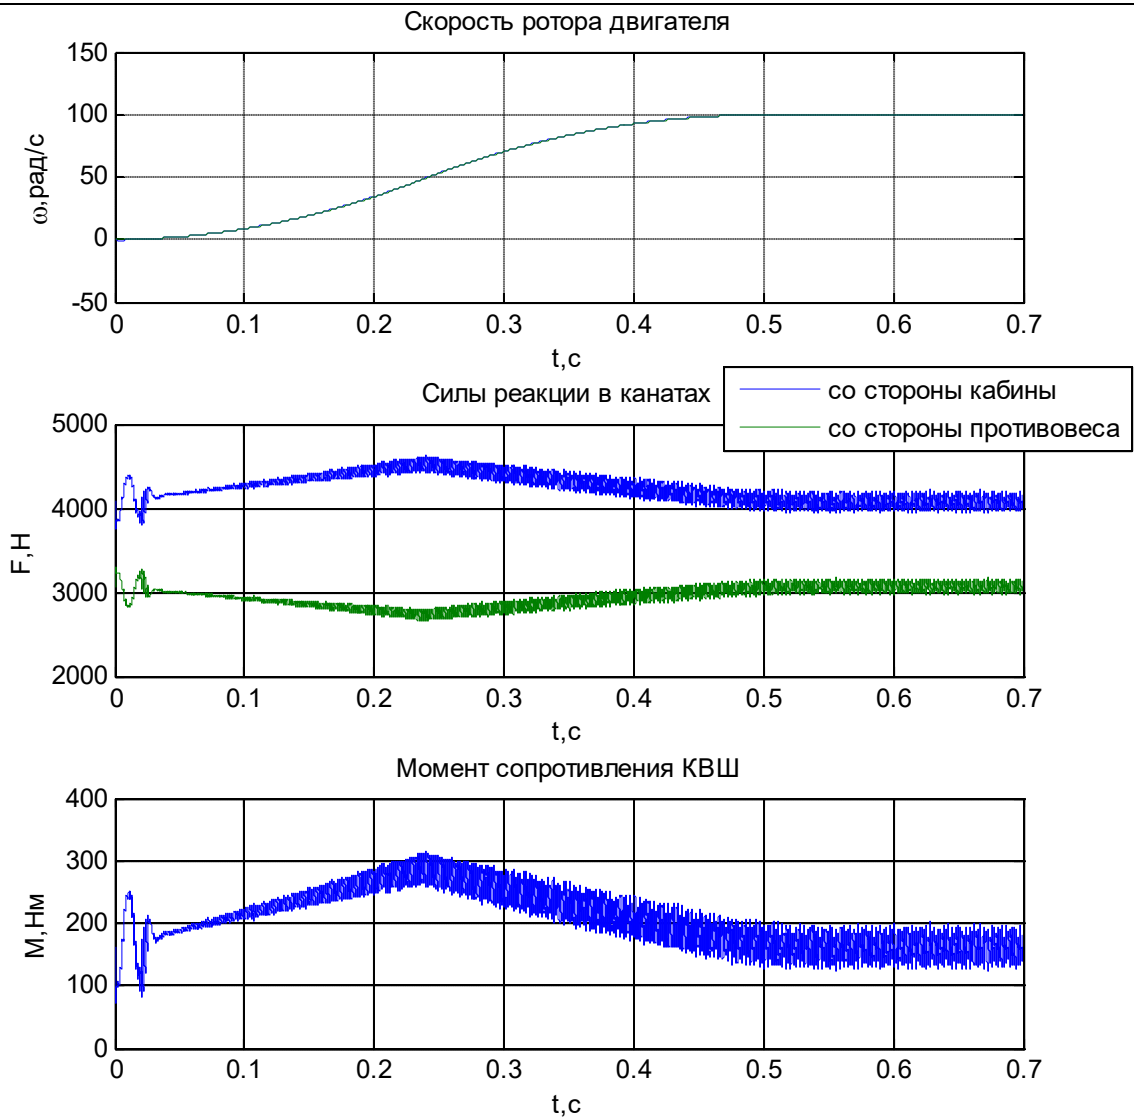 Скорость ротора двигателя
150
100
50
0
-50
ω,рад/с
0 0.1 0.2 0.3 0.4 0.5 0.6 0.7
t,с
Силы реакции в канатах
со стороны кабины
со стороны противовеса
5000
4000
3000
2000
F,Н
0 0.1 0.2 0.3 0.4 0.5 0.6 0.7
t,с
Момент сопротивления КВШ
400
300
200
100
0
М,Нм
0 0.1 0.2 0.3 0.4 0.5 0.6 0.7
t,с